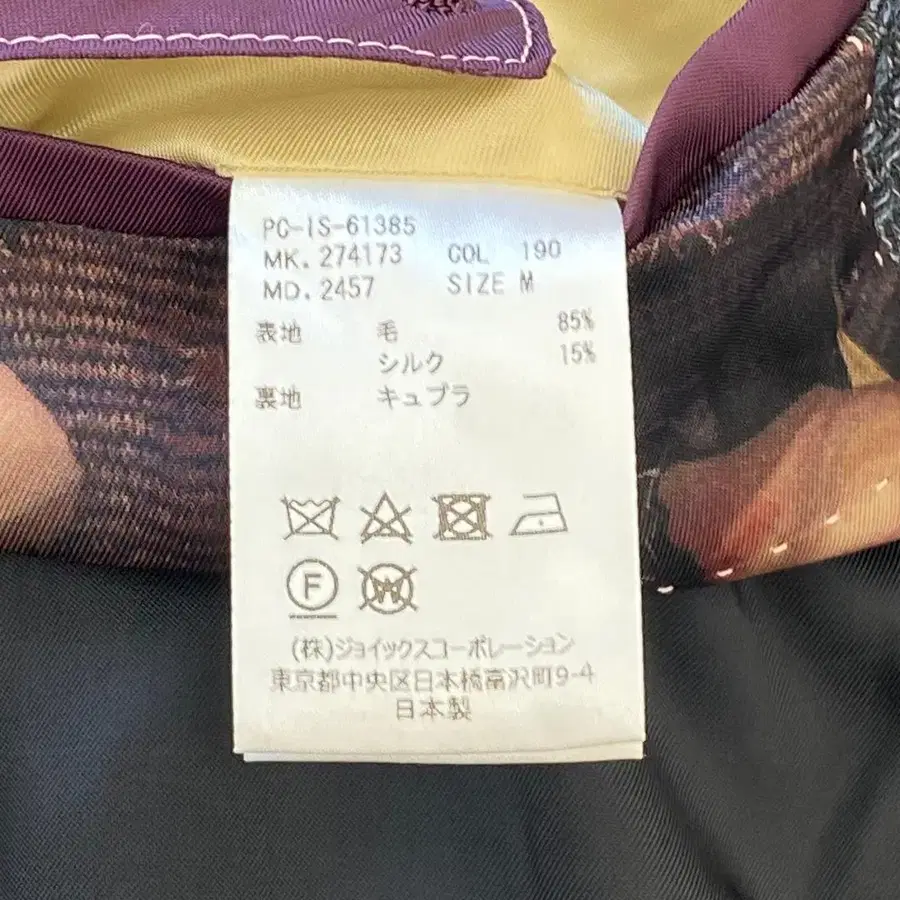 PC-IS-61385
MK. 274173 COL 190
MD. 2457 SIZE M
表地 毛 85%
シルク 15%
裏地 キュプラ
F W
(株)ジョイックスコーポレーション
東京都中央区日本橋富沢町9-4
日本製